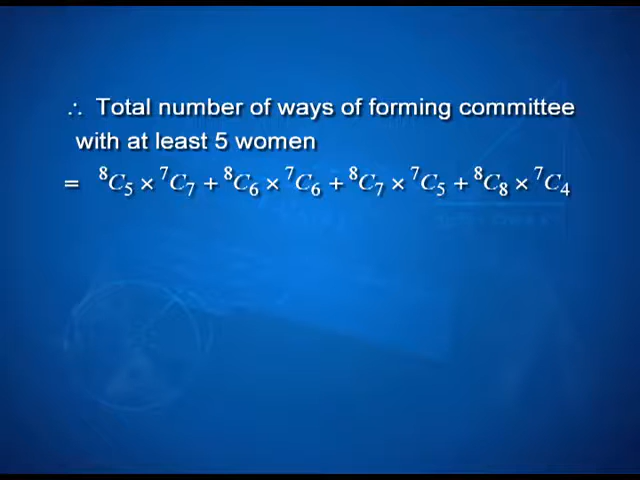 ∴ Total number of ways of forming committee
with at least 5 women
= ⁸C₅ × ⁷C₇ + ⁸C₆ × ⁷C₆ + ⁸C₇ × ⁷C₅ + ⁸C₈ × ⁷C₄